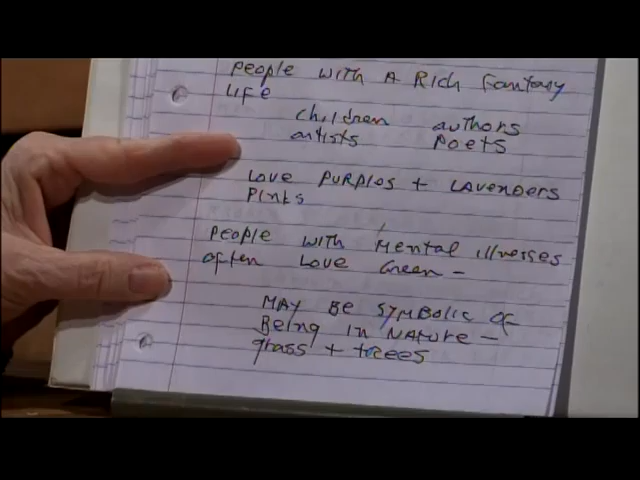 People with A Rich Fantasy
Life
children authors
artists Poets
Love Purples + Lavenders
Pinks
People with Mental illnesses
often Love Green -
MAY BE SYMBOLIC OF
Being in NATURE -
grass + treees